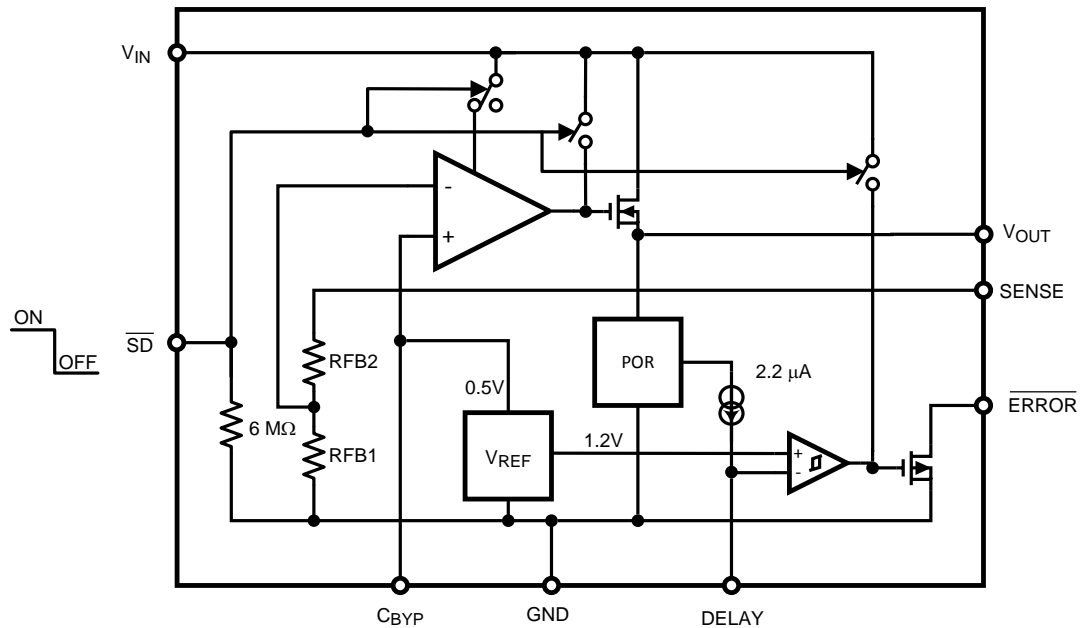 VIN
-
+
VOUT
SENSE
ON
OFF
SD
RFB2
POR
2.2 µA
0.5V
ERROR
6 MΩ
RFB1
VREF
1.2V
+
-
CBYP
GND
DELAY